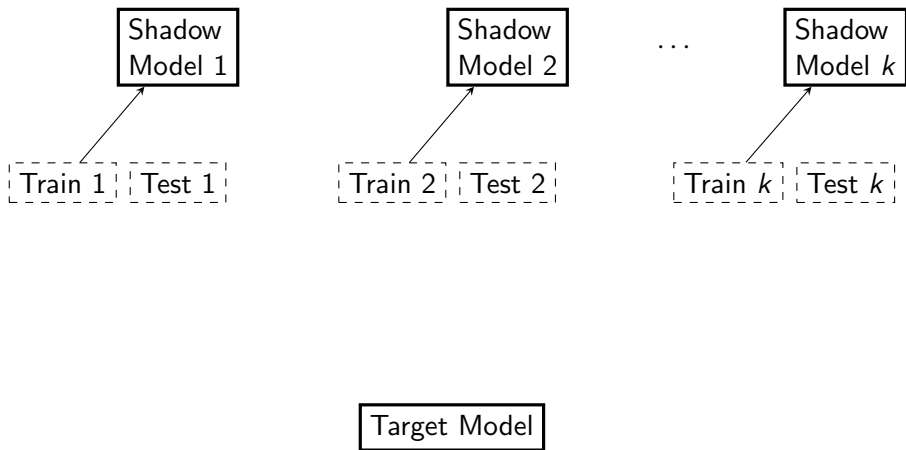 Shadow
Model 1
Shadow
Model 2
...
Shadow
Model k
Train 1
Test 1
Train 2
Test 2
Train k
Test k
Target Model